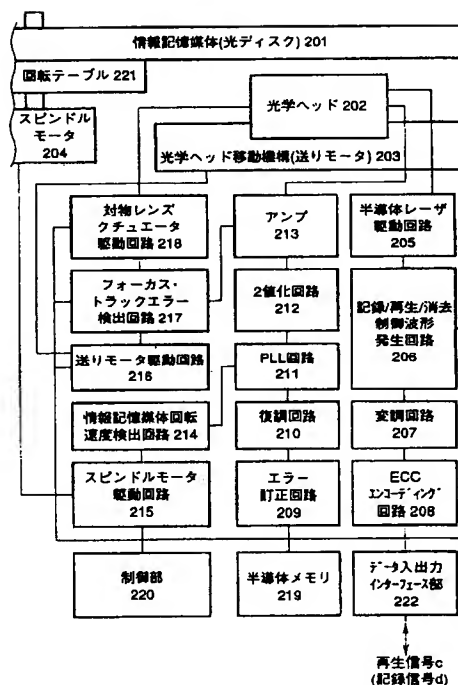 情報記憶媒体(光ディスク) 201
回転テーブル 221
光学ヘッド 202
スピンドル
モータ
204
光学ヘッド移動機構(送りモータ) 203
対物レンズ
クチュエータ
駆動回路 218
アンプ
213
半導体レーザ
駆動回路
205
フォーカス・
トラックエラー
検出回路 217
2値化回路
212
記録/再生/消去
制御波形
発生回路
206
送りモータ駆動回路
216
PLL回路
211
情報記憶媒体回転
速度検出回路 214
復調回路
210
変調回路
207
スピンドルモータ
駆動回路
215
エラー
訂正回路
209
ECC
エンコーディング
回路 208
制御部
220
半導体メモリ
219
データ入出力
インターフェース部
222
再生信号c
(記録信号d)